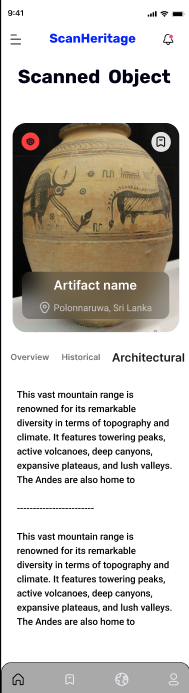 9:41
ScanHeritage
Scanned Object
Artifact name
Polonnaruwa, Sri Lanka
Overview Historical Architectural
This vast mountain range is
renowned for its remarkable
diversity in terms of topography and
climate. It features towering peaks,
active volcanoes, deep canyons,
expansive plateaus, and lush valleys.
The Andes are also home to
------------------------
This vast mountain range is
renowned for its remarkable
diversity in terms of topography and
climate. It features towering peaks,
active volcanoes, deep canyons,
expansive plateaus, and lush valleys.
The Andes are also home to